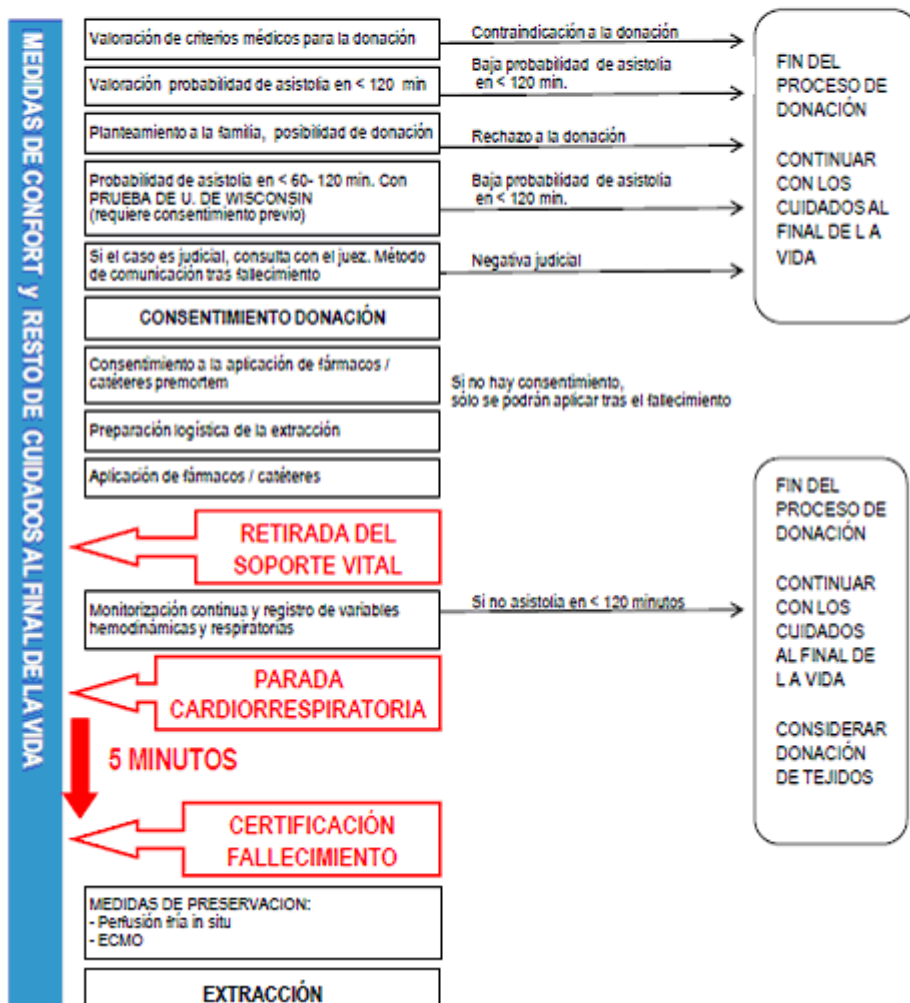 MEDIDAS DE CONFORT y RESTO DE CUIDADOS AL FINAL DE LA VIDA
Valoración de criterios médicos para la donación
Contraindicación a la donación
Valoración probabilidad de asistolia en < 120 min
Baja probabilidad de asistolia
en < 120 min.
Planteamiento a la familia, posibilidad de donación
Rechazo a la donación
Probabilidad de asistolia en < 60- 120 min. Con
PRUEBA DE U. DE WISCONSIN
(requiere consentimiento previo)
Baja probabilidad de asistolia
en < 120 min.
Si el caso es judicial, consulta con el juez. Método
de comunicación tras fallecimiento
Negativa judicial
FIN DEL
PROCESO DE
DONACIÓN
CONTINUAR
CON LOS
CUIDADOS AL
FINAL DE L A
VIDA
CONSENTIMIENTO DONACIÓN
Consentimiento a la aplicación de fármacos /
catéteres premortem
Si no hay consentimiento,
sólo se podrán aplicar tras el fallecimiento
Preparación logística de la extracción
Aplicación de fármacos / catéteres
RETIRADA DEL
SOPORTE VITAL
Monitorización continua y registro de variables
hemodinámicas y respiratorias
Si no asistolia en < 120 minutos
FIN DEL
PROCESO DE
DONACIÓN
CONTINUAR
CON LOS
CUIDADOS
AL FINAL DE
L A VIDA
CONSIDERAR
DONACIÓN
DE TEJIDOS
PARADA
CARDIORRESPIRATORIA
5 MINUTOS
CERTIFICACIÓN
FALLECIMIENTO
MEDIDAS DE PRESERVACION:
- Perfusión fría in situ
- ECMO
EXTRACCIÓN